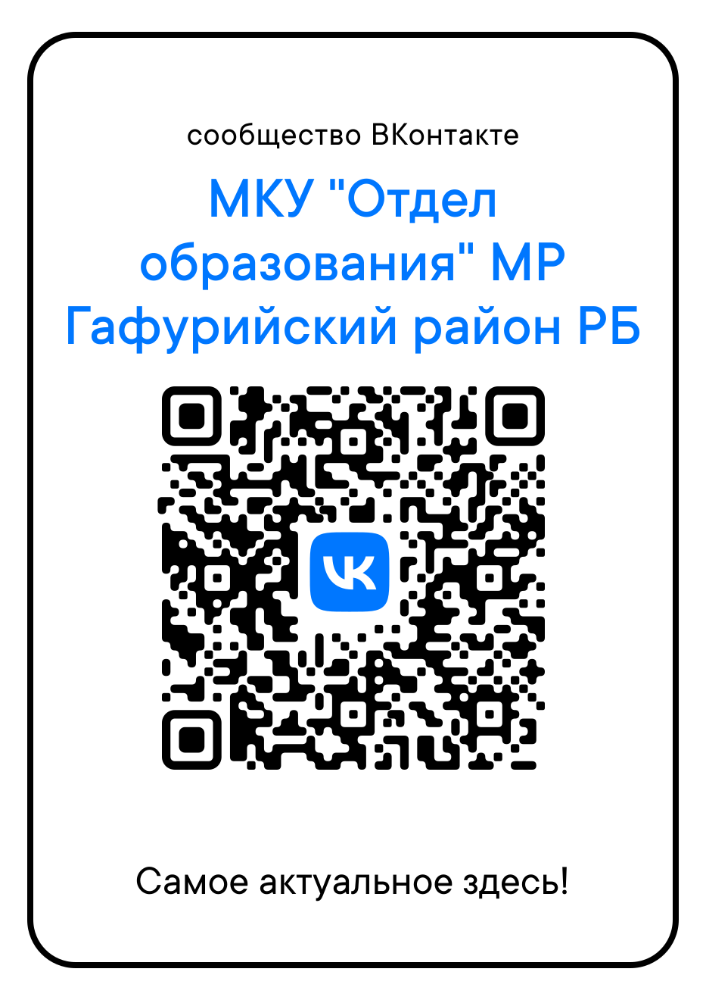 сообщество ВКонтакте
МКУ "Отдел
образования" МР
Гафурийский район РБ
Самое актуальное здесь!